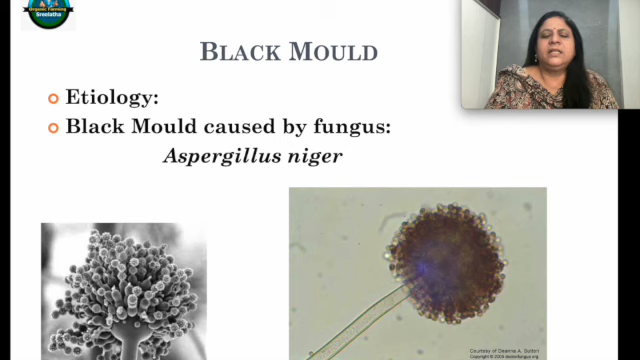 Organic Farming
Sreelatha
BLACK MOULD
Etiology:
Black Mould caused by fungus:
Aspergillus niger
Courtesy of Deanna A. Sutton
Copyright © 2005 doctorfungus.org